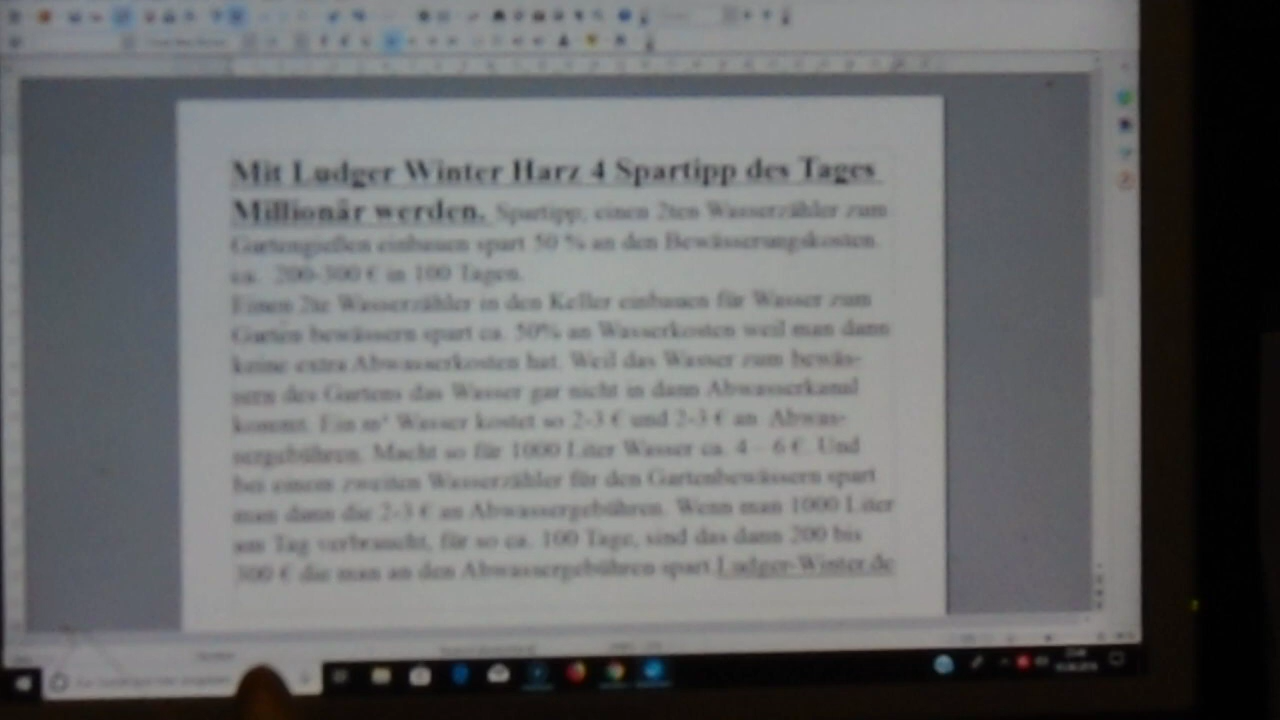 Mit Ludger Winter Harz 4 Spartipp des Tages
Millionär werden. Spartipp, einen 2ten Wasserzähler zum
Gartengießen einbauen spart 50 % an den Bewässerungskosten.
ca. 200-300 € in 100 Tagen.
Einen 2te Wasserzähler in den Keller einbauen für Wasser zum
Garten bewässern spart ca. 50% an Wasserkosten weil man dann
keine extra Abwasserkosten hat. Weil das Wasser zum bewäs-
sern des Gartens das Wasser gar nicht in dann Abwasserkanal
kommt. Ein m³ Wasser kostet so 2-3 € und 2-3 € an Abwas-
sergebühren. Macht so für 1000 Liter Wasser ca. 4 – 6 €. Und
bei einem zweiten Wasserzähler für den Gartenbewässern spart
man dann die 2-3 € an Abwassergebühren. Wenn man 1000 Liter
am Tag verbraucht, für so ca. 100 Tage, sind das dann 200 bis
300 € die man an den Abwassergebühren spart.Ludger-Winter.de